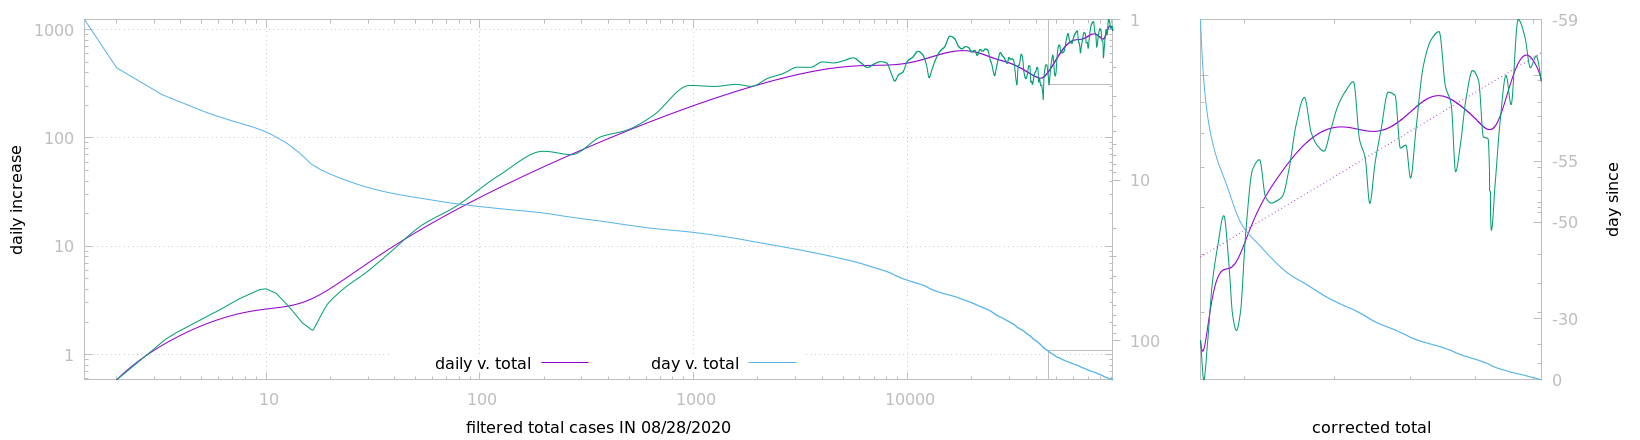 1000
100
10
1
daily increase
daily v. total
day v. total
10
100
1000
10000
filtered total cases IN 08/28/2020
1
10
100
-59
-55
-50
-30
0
day since
corrected total